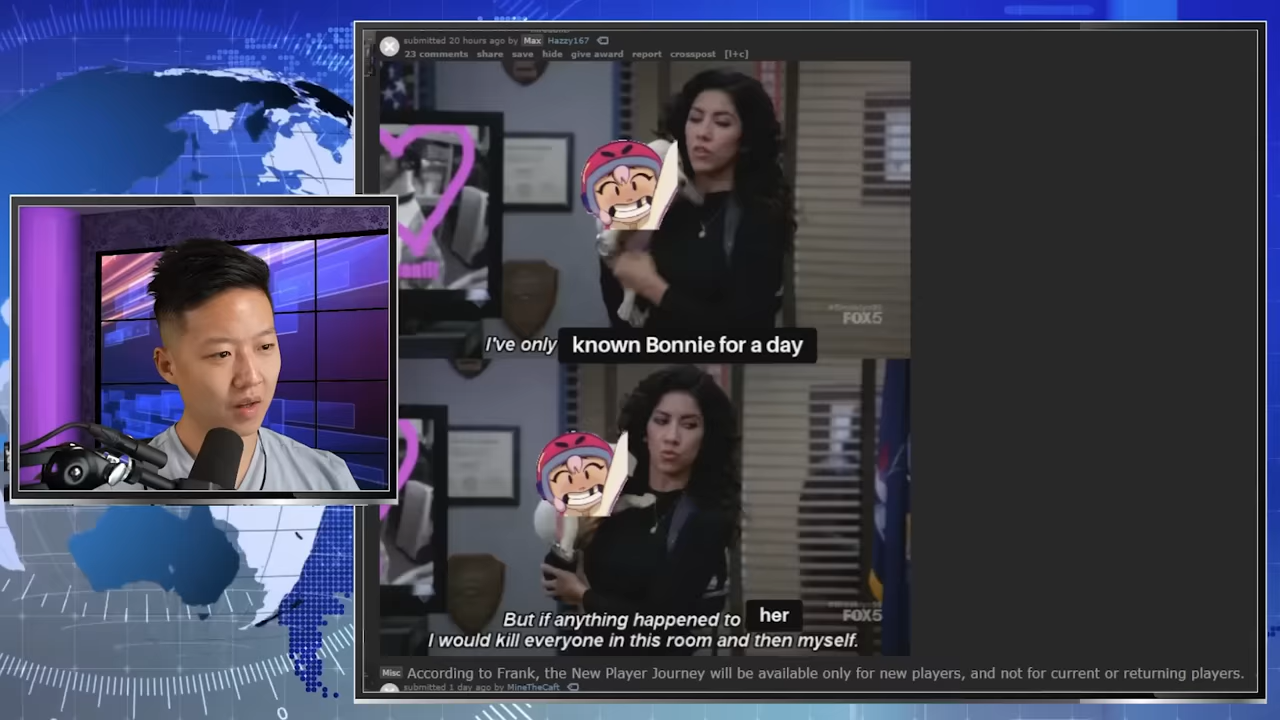 submitted 20 hours ago by Max Hazzy167
23 comments share save hide give award report crosspost [l+c]
FOX5
I've only known Bonnie for a day
But if anything happened to her
FOX5
I would kill everyone in this room and then myself.
Misc According to Frank, the New Player Journey will be available only for new players, and not for current or returning players.
submitted 1 day ago by MineTheCaft